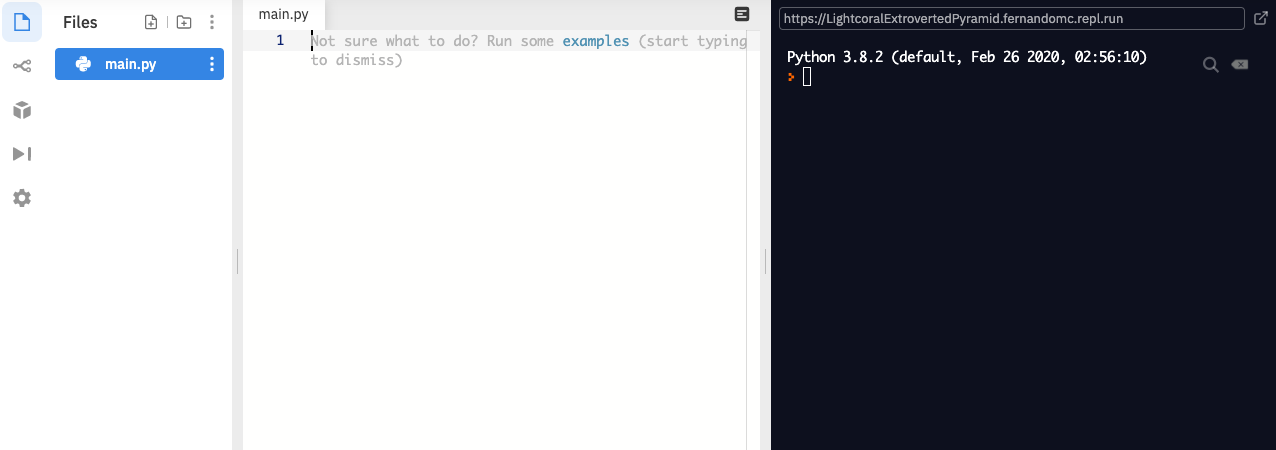 Files
main.py
main.py
1
Not sure what to do? Run some examples (start typing
to dismiss)
https://LightcoralExtrovertedPyramid.fernandomc.repl.run
Python 3.8.2 (default, Feb 26 2020, 02:56:10)